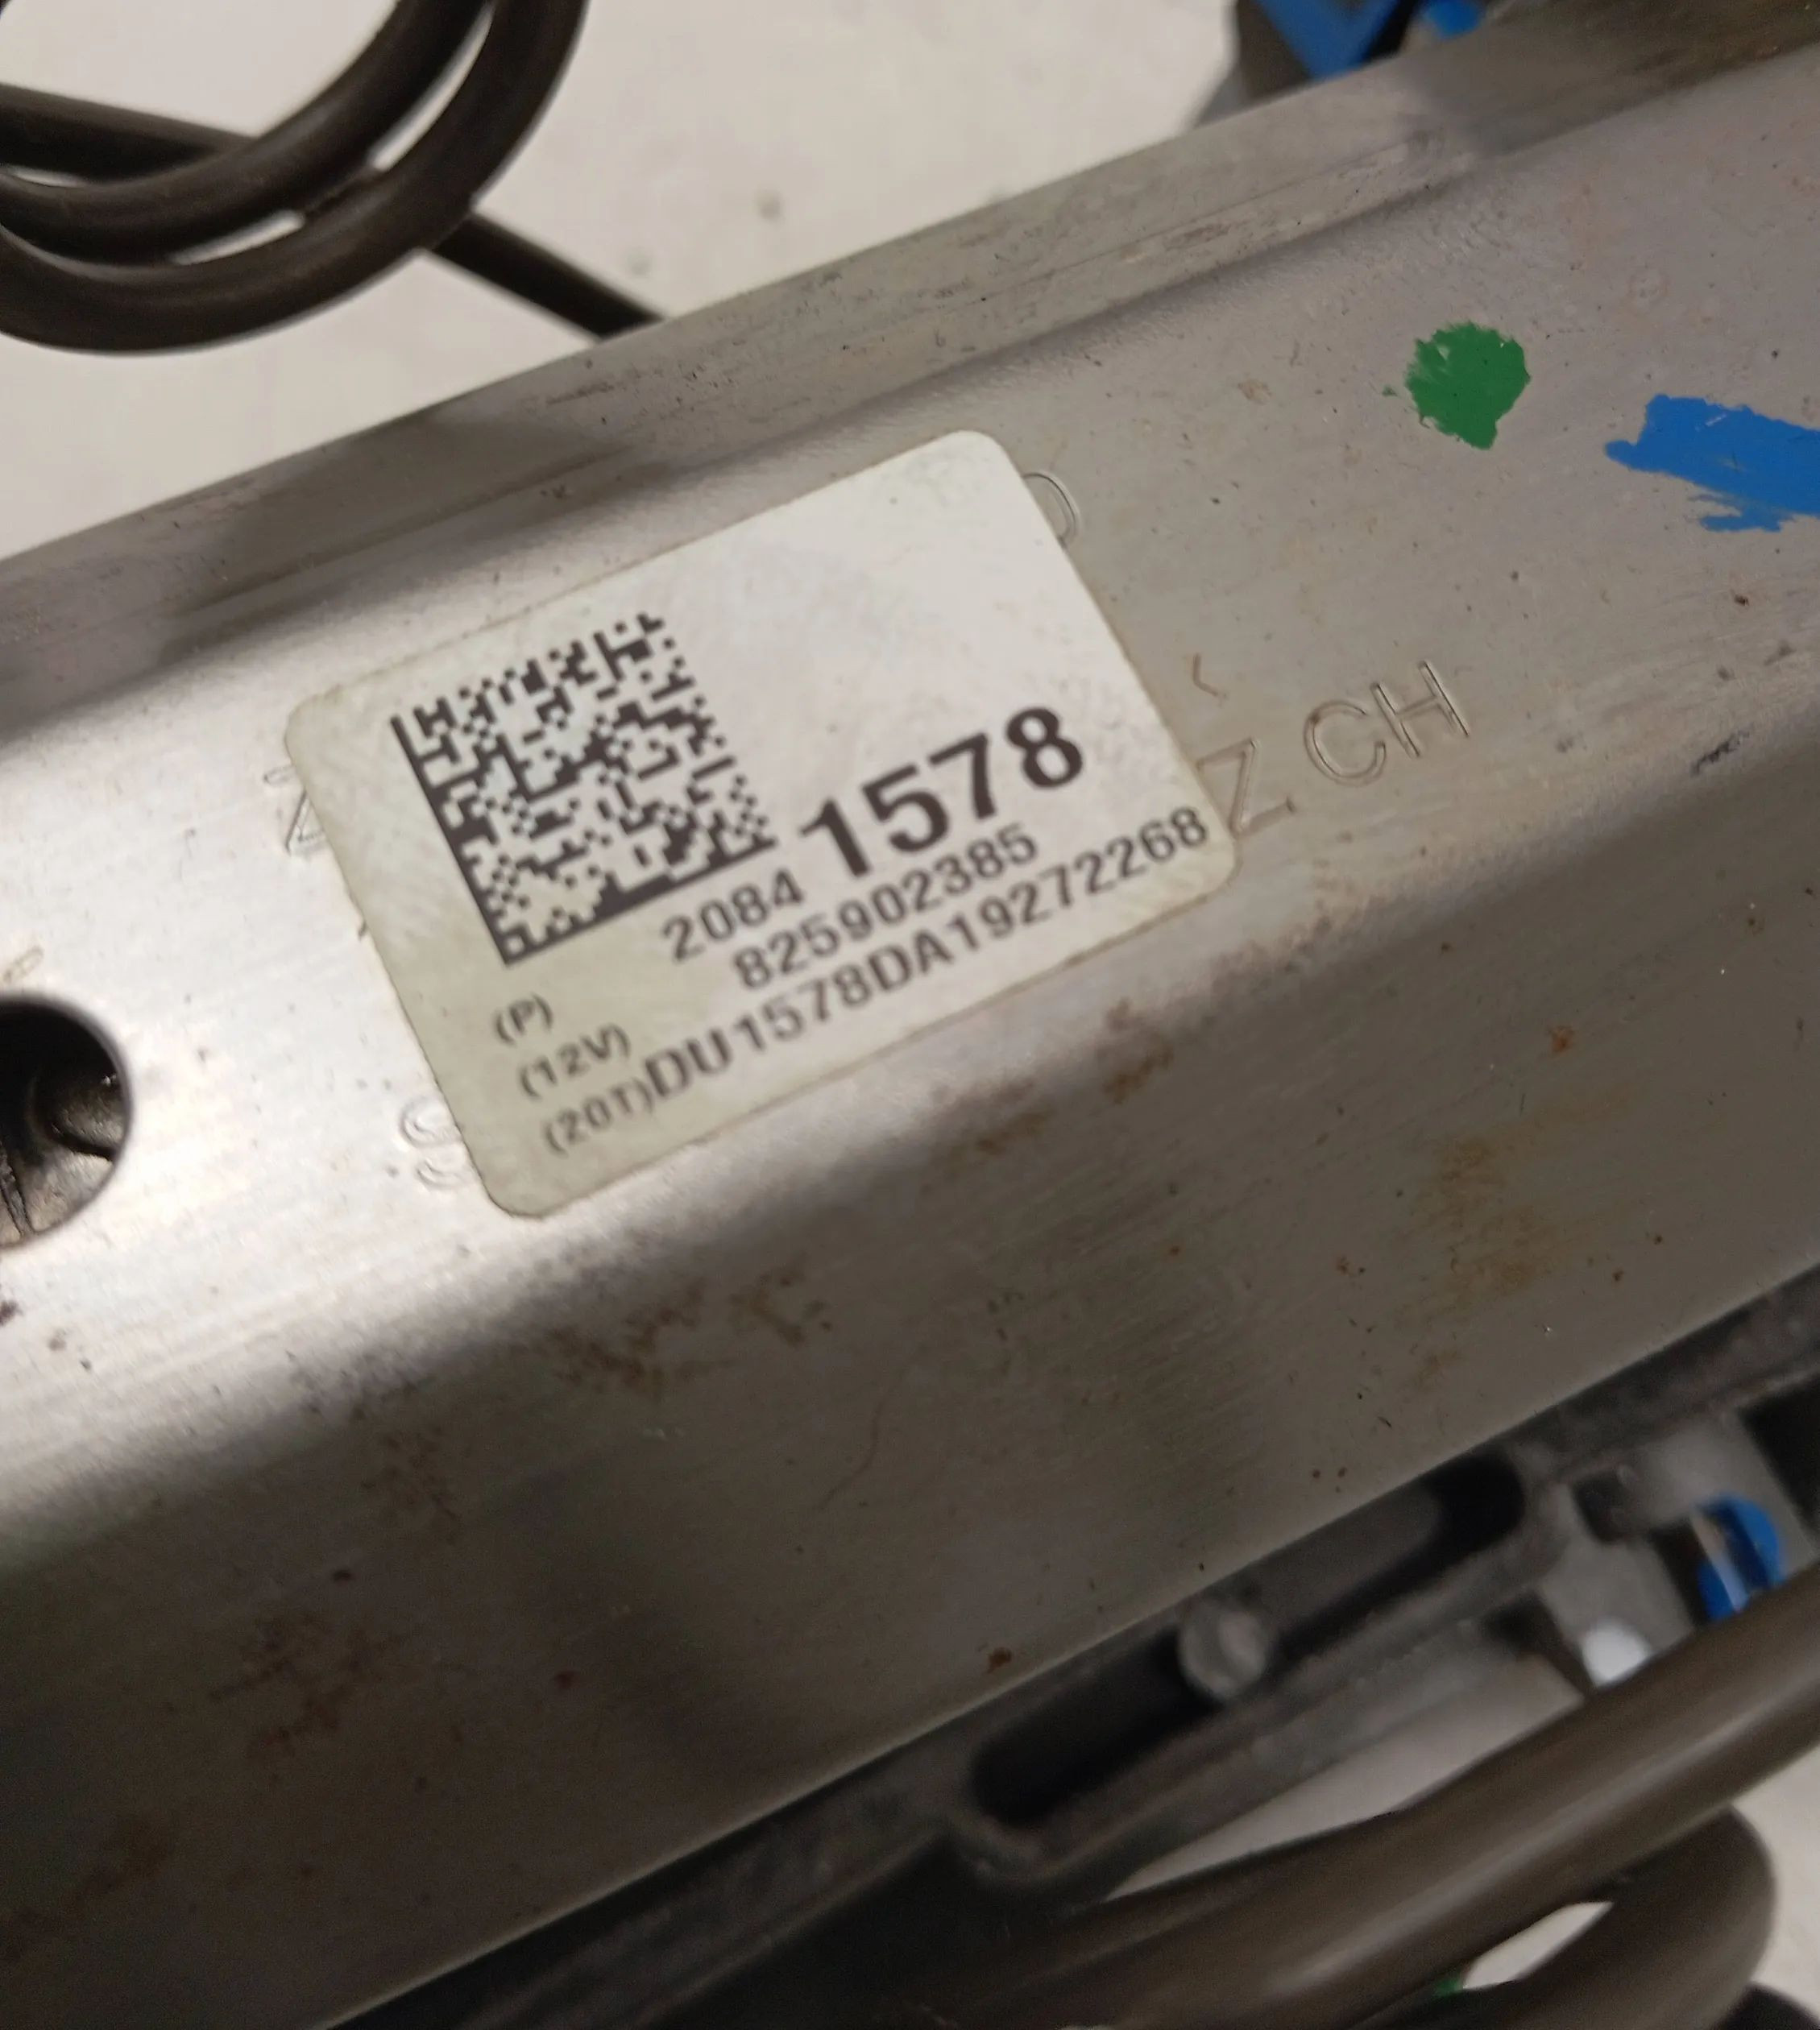 2084 1578
(P) 825902385
(12V)
(20T)DU1578DA19272268
Z CH